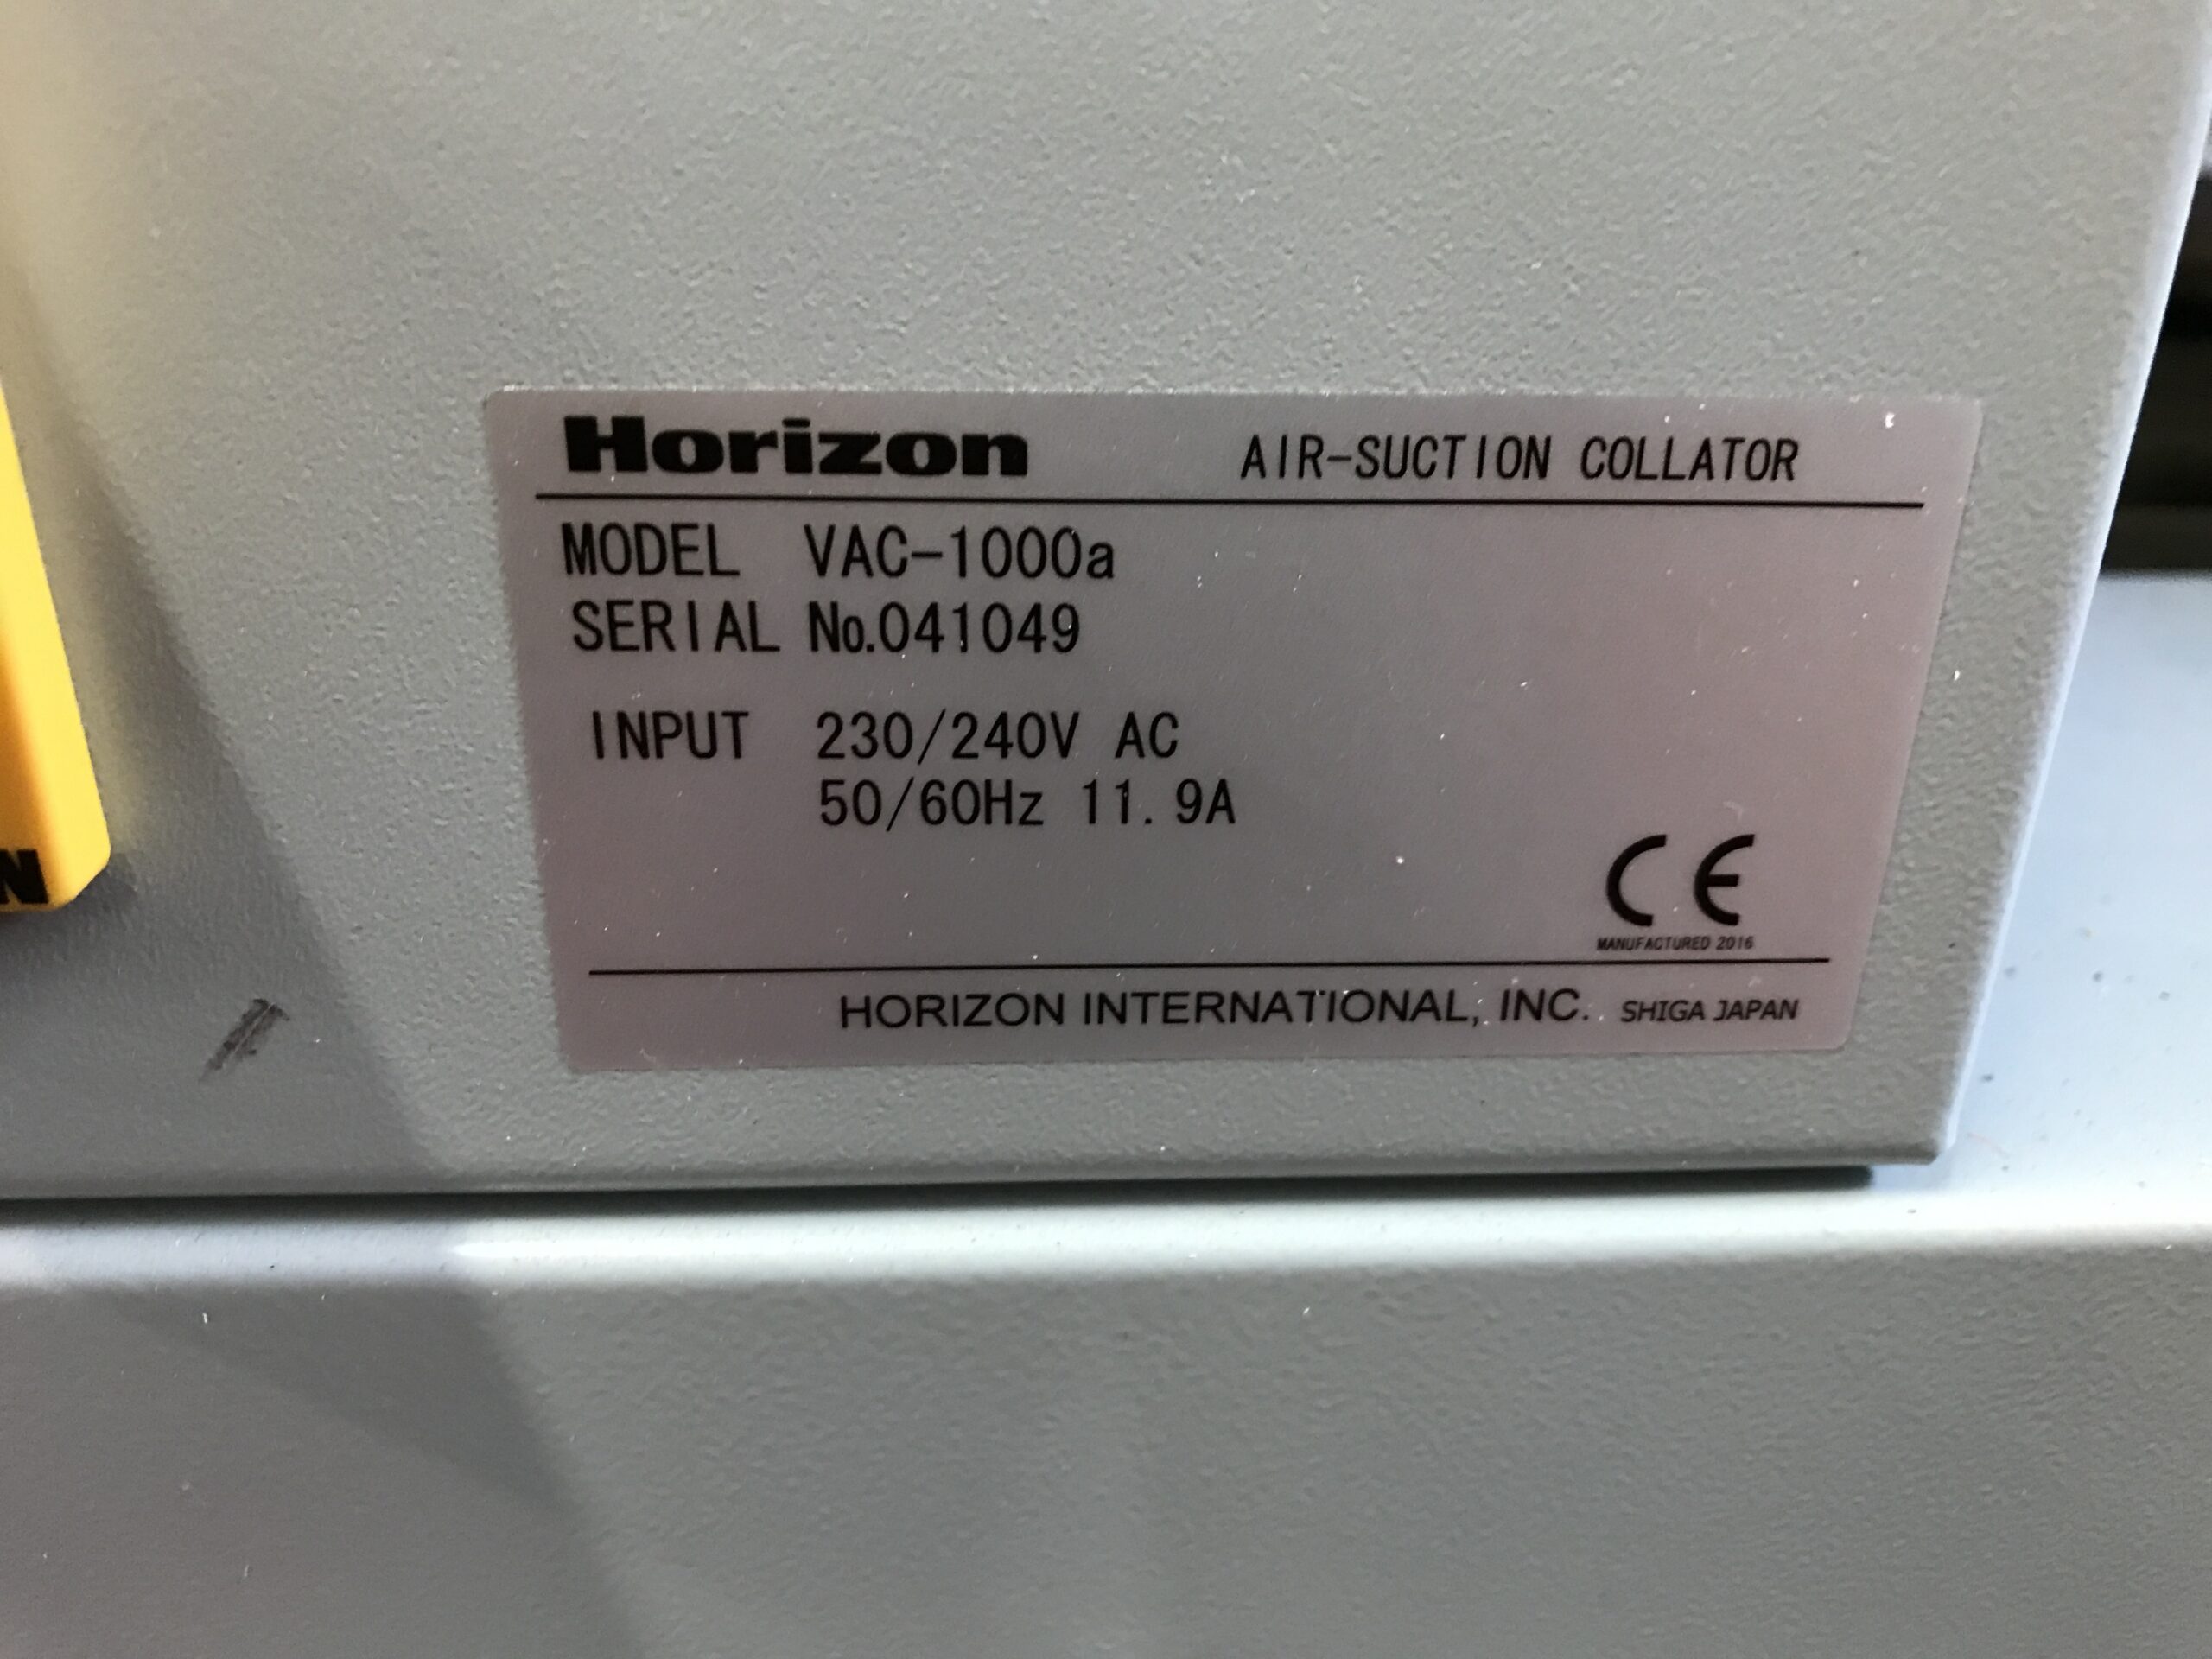 Horizon AIR-SUCTION COLLATOR
MODEL VAC-1000a
SERIAL No.041049
INPUT 230/240V AC
50/60Hz 11.9A
CE
MANUFACTURED 2016
HORIZON INTERNATIONAL, INC. SHIGA JAPAN
N